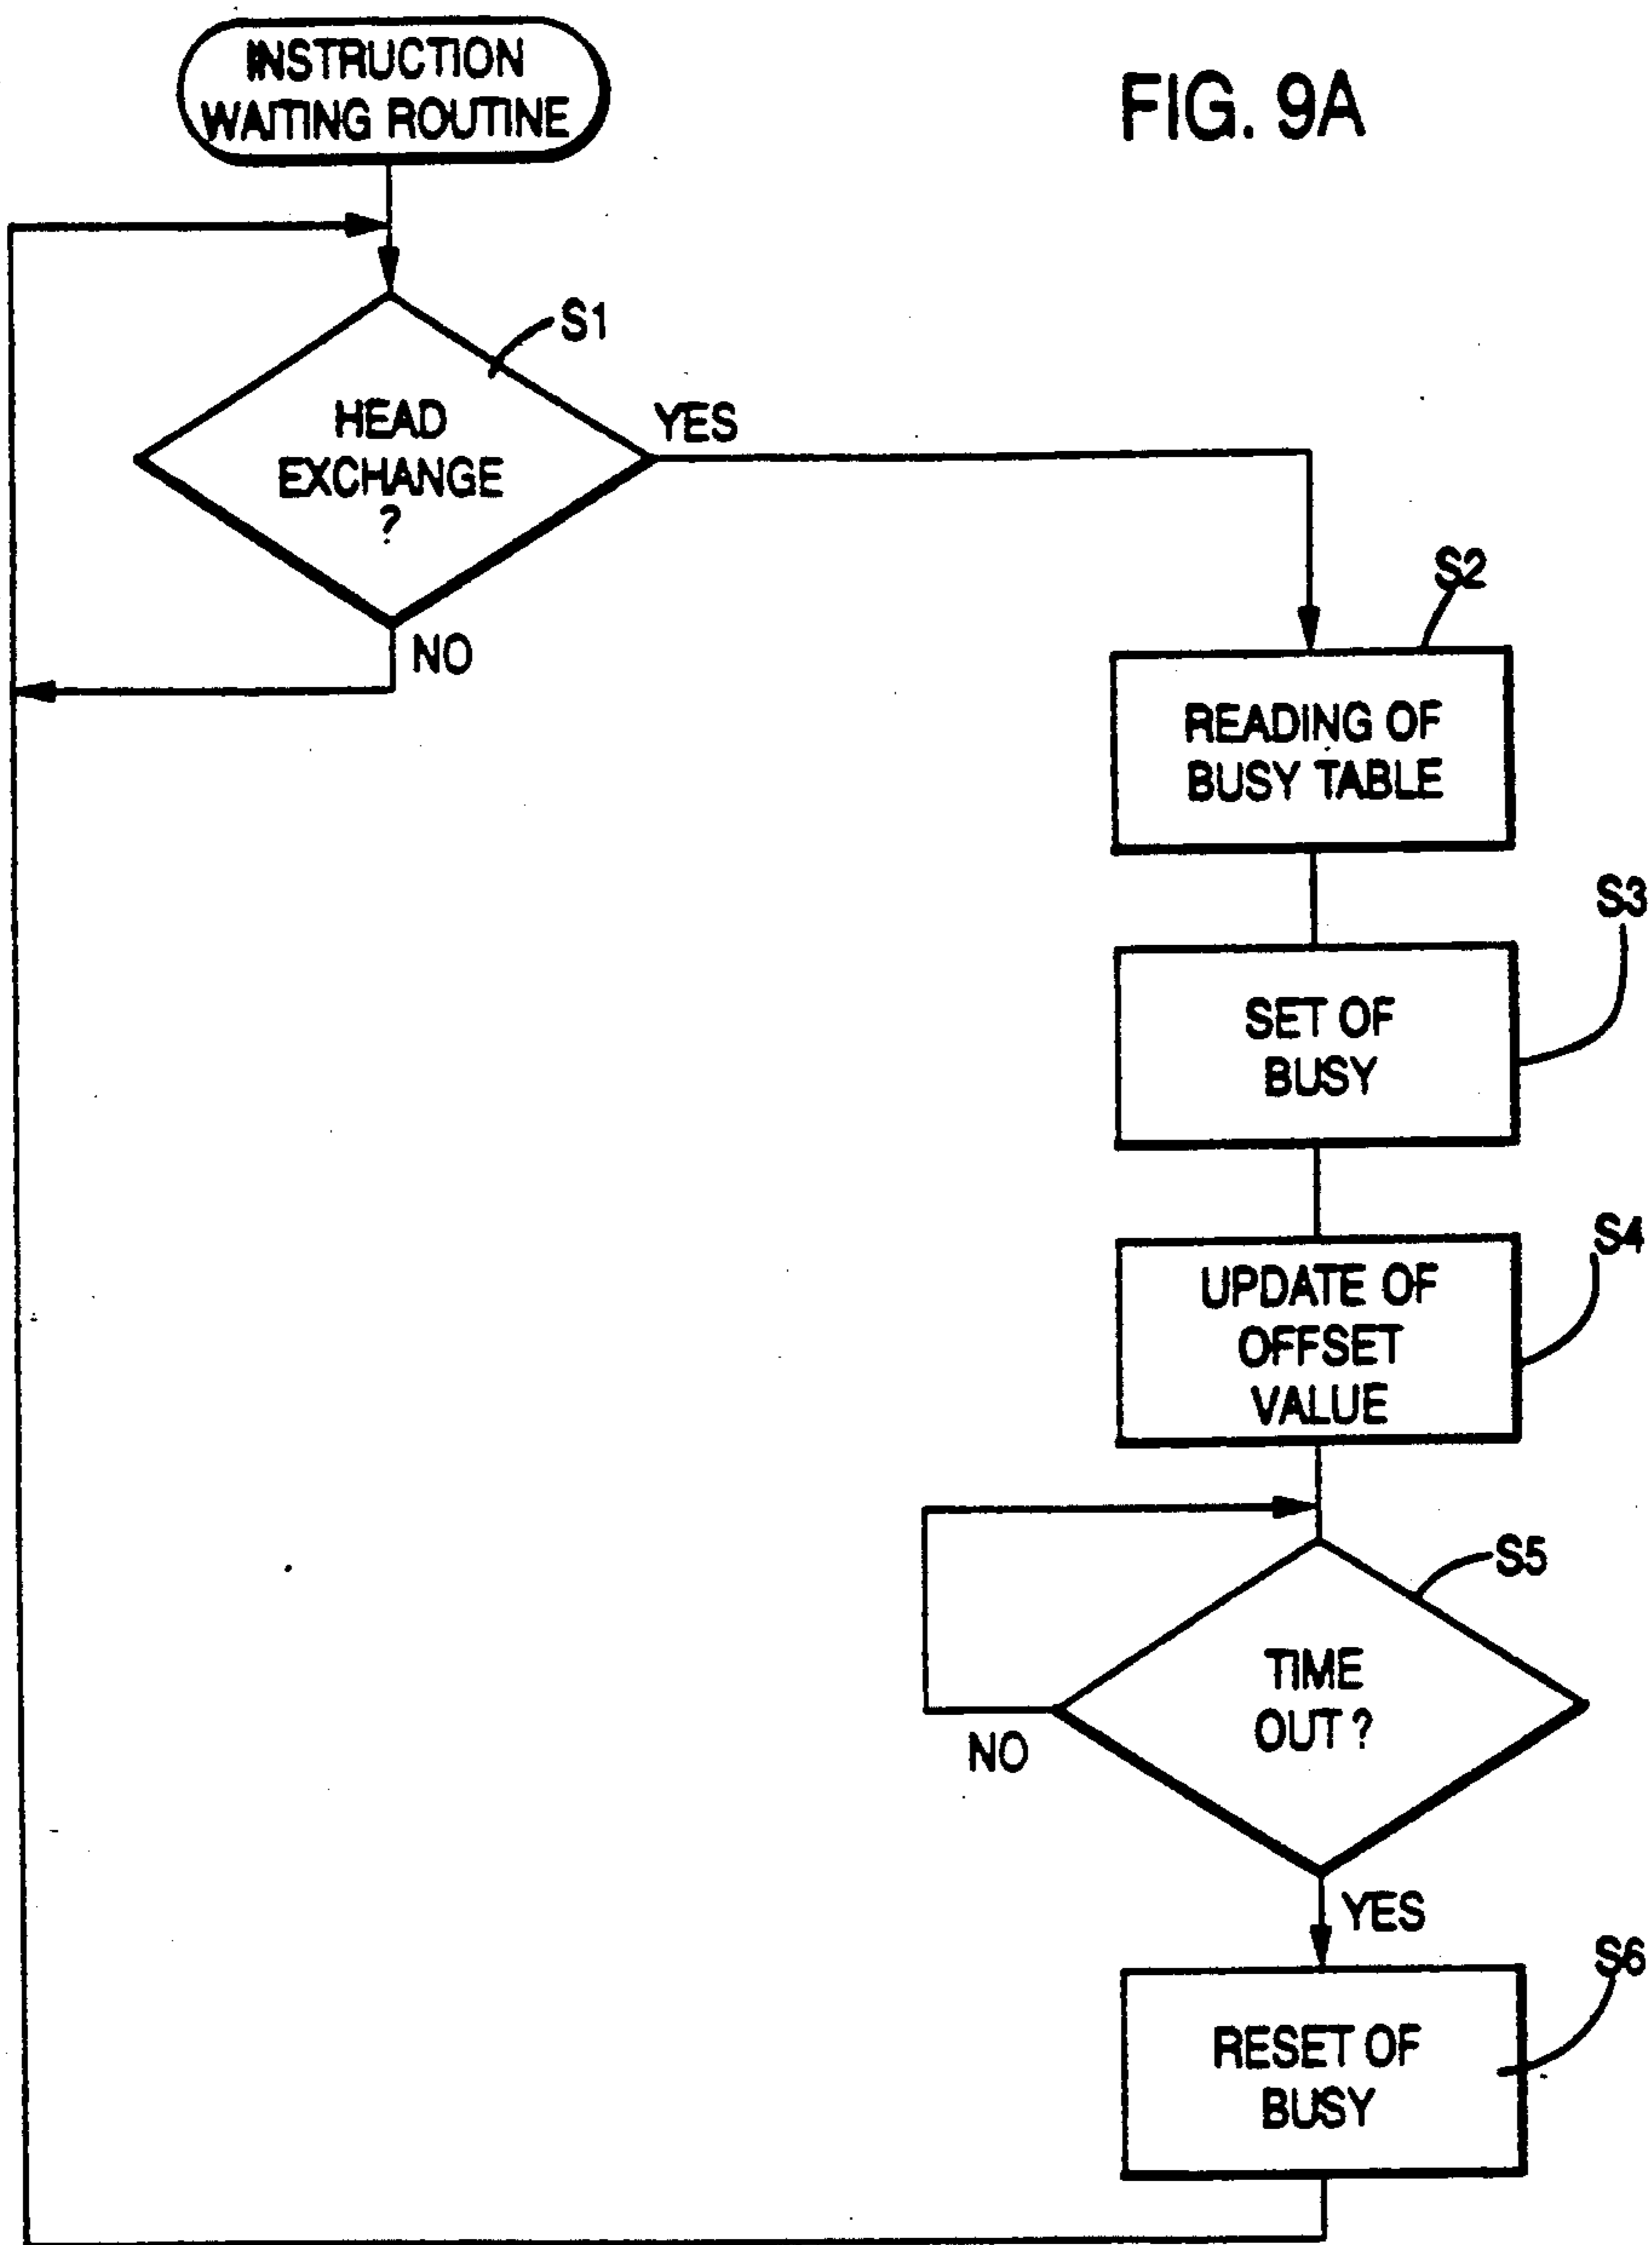 INSTRUCTION
WAITING ROUTINE
FIG. 9A
S1
HEAD
EXCHANGE
?
YES
NO
S2
READING OF
BUSY TABLE
S3
SET OF
BUSY
S4
UPDATE OF
OFFSET
VALUE
S5
TIME
OUT ?
NO
YES
S6
RESET OF
BUSY